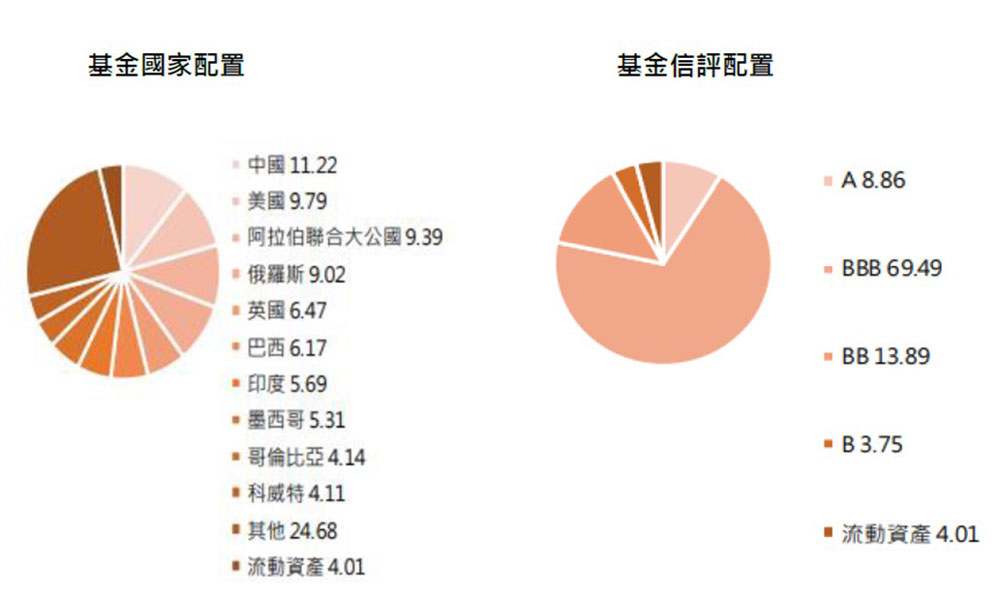 基金國家配置
中國 11.22
美國 9.79
阿拉伯聯合大公國 9.39
俄羅斯 9.02
英國 6.47
巴西 6.17
印度 5.69
墨西哥 5.31
哥倫比亞 4.14
科威特 4.11
其他 24.68
流動資產 4.01
基金信評配置
A 8.86
BBB 69.49
BB 13.89
B 3.75
流動資產 4.01